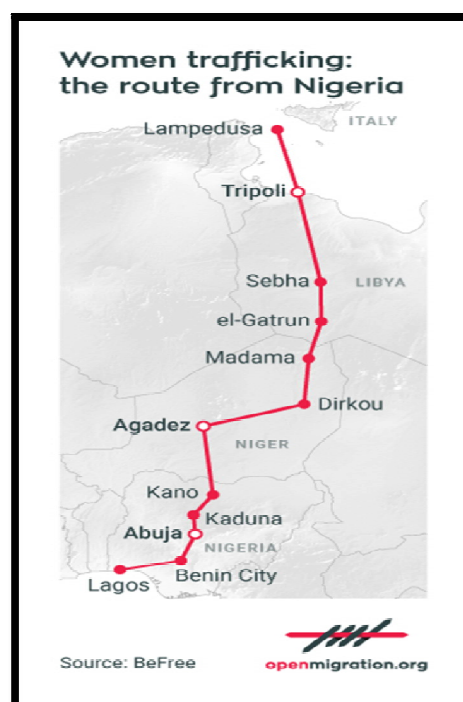 Women trafficking:
the route from Nigeria
ITALY
Lampedusa
Tripoli
Sebha
LIBYA
el-Gatrun
Madama
Dirkou
Agadez
NIGER
Kano
Kaduna
Abuja
NIGERIA
Benin City
Lagos
Source: BeFree
openmigration.org